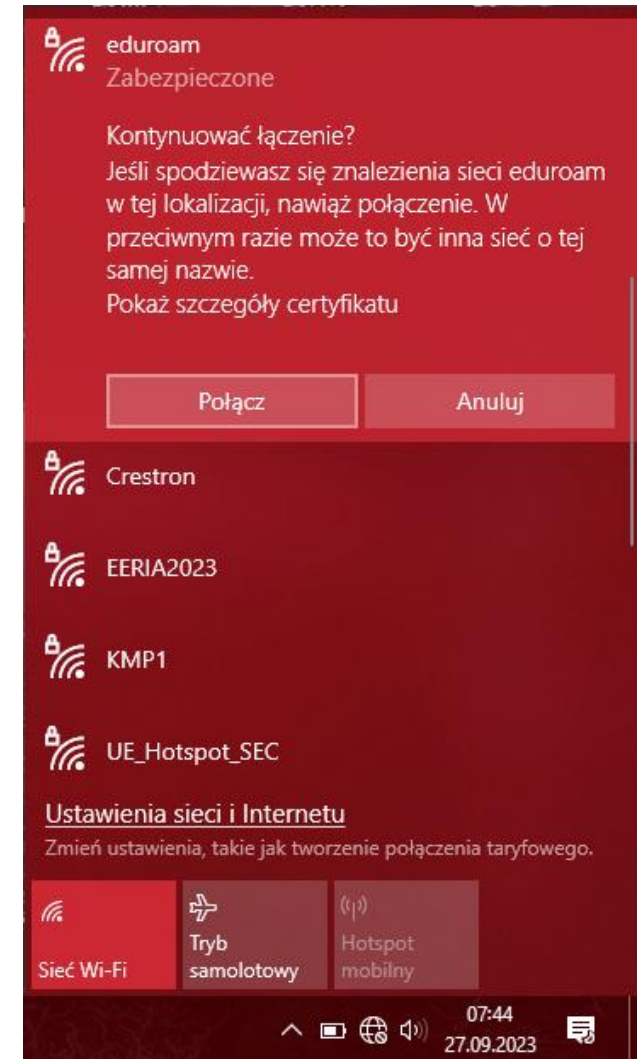 eduroam
Zabezpieczone
Kontynuować łączenie?
Jeśli spodziewasz się znalezienia sieci eduroam
w tej lokalizacji, nawiąż połączenie. W
przeciwnym razie może to być inna sieć o tej
samej nazwie.
Pokaż szczegóły certyfikatu
Połącz Anuluj
Crestron
EERIA2023
KMP1
UE_Hotspot_SEC
Ustawienia sieci i Internetu
Zmień ustawienia, takie jak tworzenie połączenia taryfowego.
Sieć Wi-Fi
Tryb
samolotowy
Hotspot
mobilny
07:44
27.09.2023